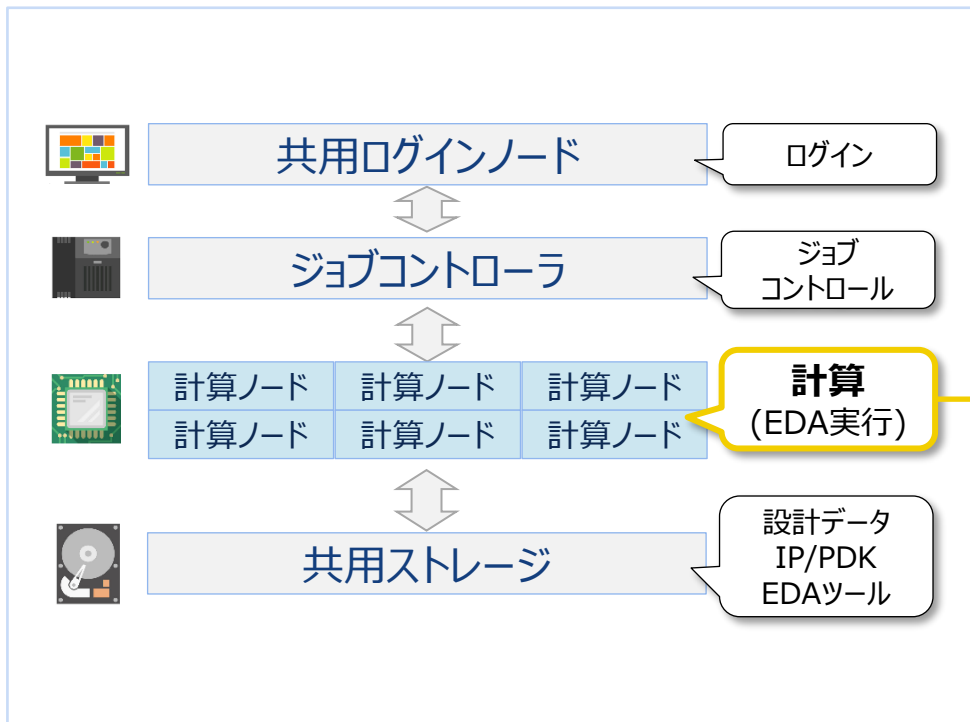 共用ログインノード
ログイン
ジョブコントローラ
ジョブ
コントロール
計算ノード 計算ノード 計算ノード
計算ノード 計算ノード 計算ノード
計算
(EDA実行)
共用ストレージ
設計データ
IP/PDK
EDAツール